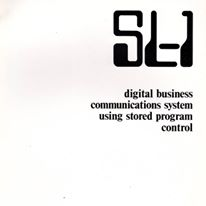 SL-1
digital business
communications system
using stored program
control